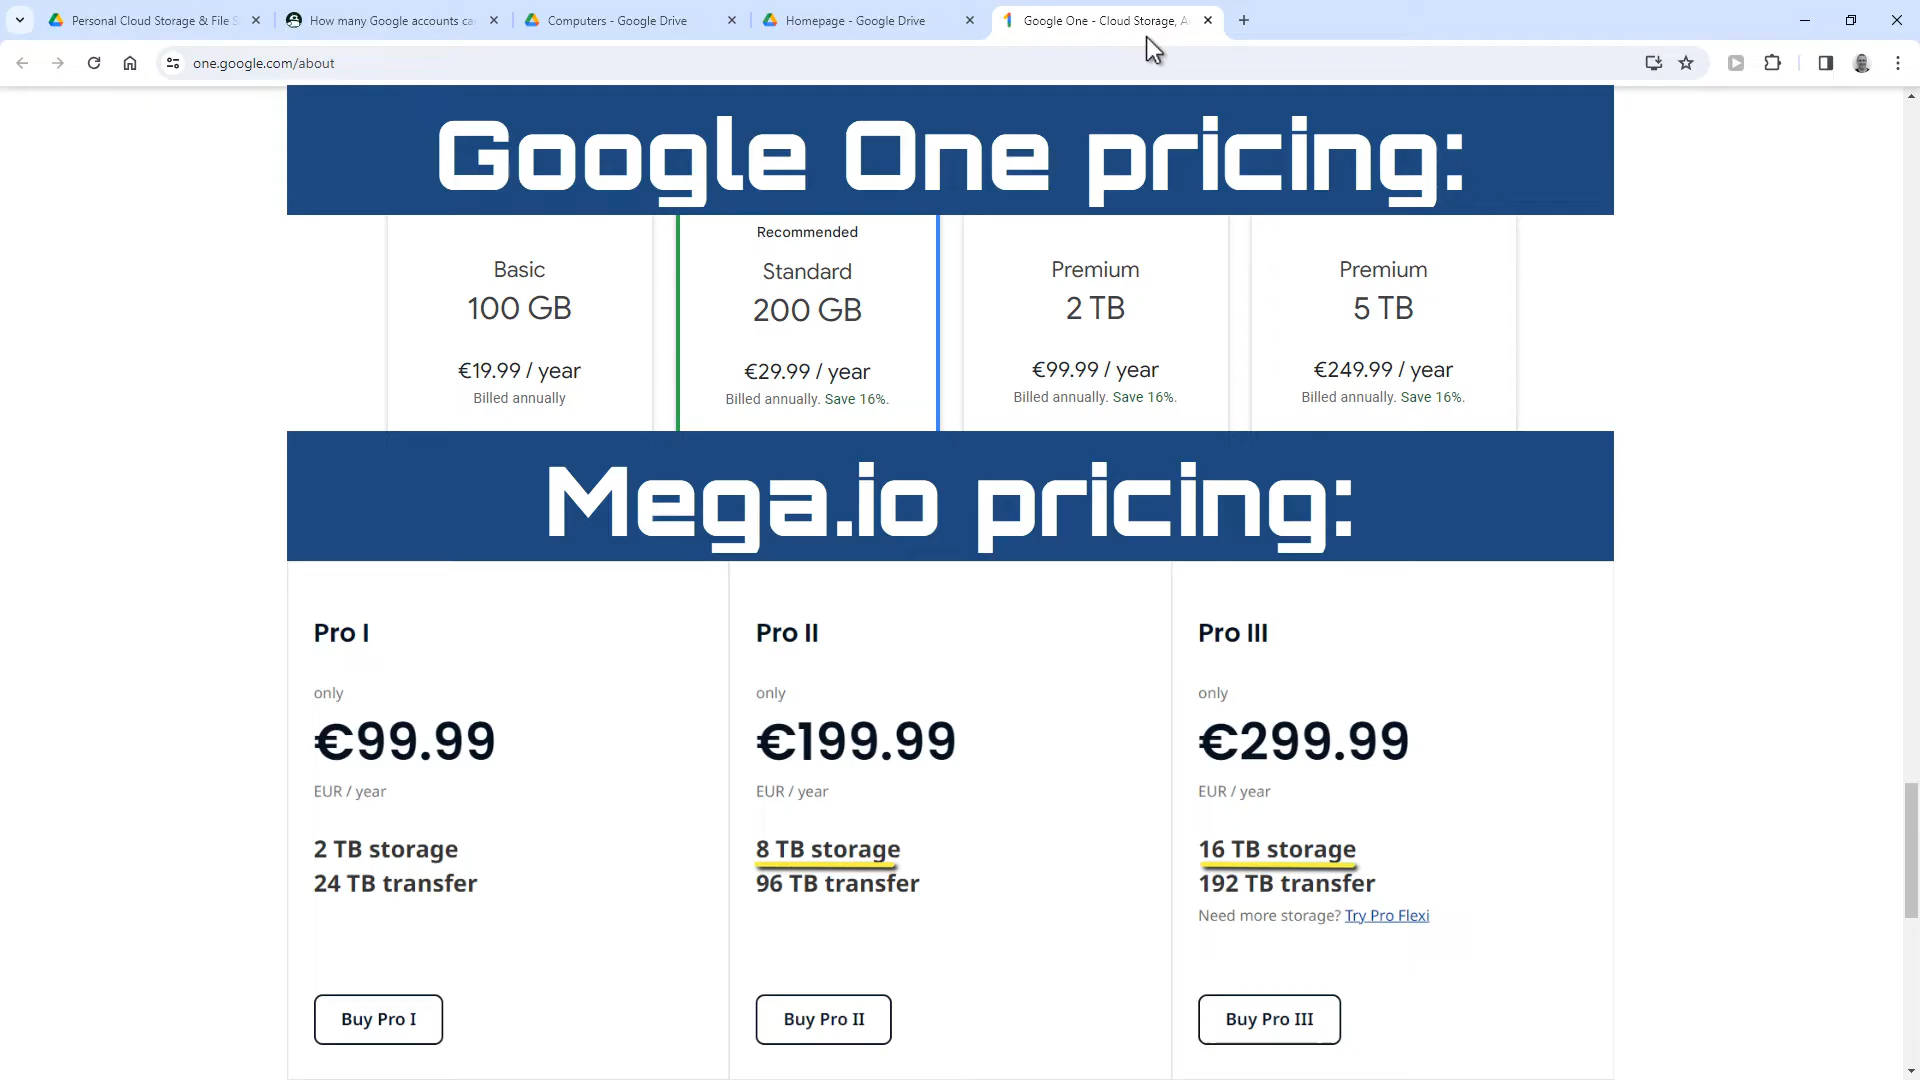 Personal Cloud Storage & File S
How many Google accounts ca
Computers - Google Drive
Homepage - Google Drive
Google One - Cloud Storage, A
one.google.com/about
Google One pricing:
Basic
100 GB
€19.99 / year
Billed annually
Recommended
Standard
200 GB
€29.99 / year
Billed annually. Save 16%.
Premium
2 TB
€99.99 / year
Billed annually. Save 16%.
Premium
5 TB
€249.99 / year
Billed annually. Save 16%.
Mega.io pricing:
Pro I
only
€99.99
EUR / year
2 TB storage
24 TB transfer
Buy Pro I
Pro II
only
€199.99
EUR / year
8 TB storage
96 TB transfer
Buy Pro II
Pro III
only
€299.99
EUR / year
16 TB storage
192 TB transfer
Need more storage? Try Pro Flexi
Buy Pro III